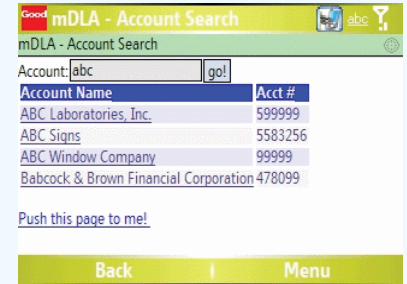 Good mDLA - Account Search abc
mDLA - Account Search
Account: abc go!
Account Name Acct #
ABC Laboratories, Inc. 599999
ABC Signs 5583256
ABC Window Company 99999
Babcock & Brown Financial Corporation 478099
Push this page to me!
Back Menu